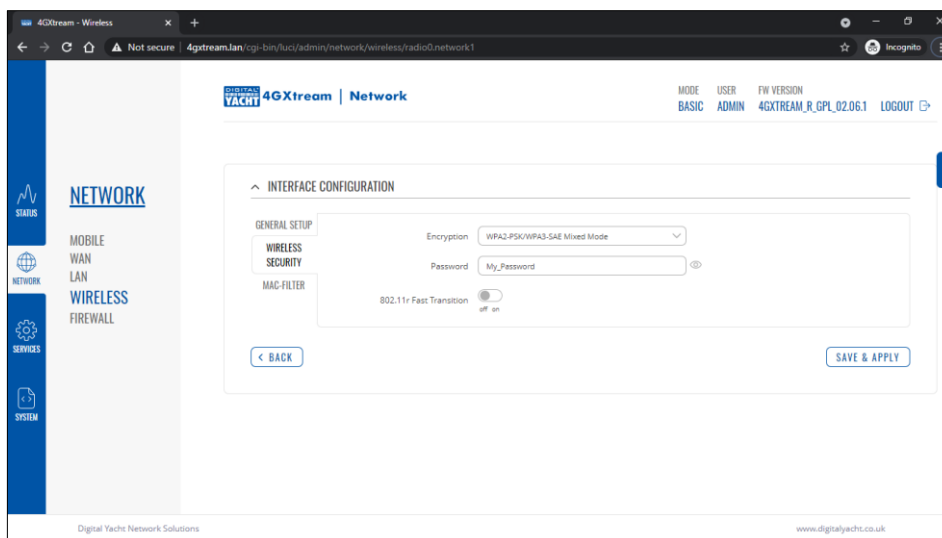 4GXtream - Wireless
Not secure 4gxtream.lan/cgi-bin/luci/admin/network/wireless/radio0.network1 Incognito
DIGITAL YACHT 4GXtream | Network
MODE USER FW VERSION
BASIC ADMIN 4GXTREAM_R_GPL_02.06.1 LOGOUT
STATUS
NETWORK
SERVICES
SYSTEM
NETWORK
MOBILE
WAN
LAN
WIRELESS
FIREWALL
INTERFACE CONFIGURATION
GENERAL SETUP
WIRELESS
SECURITY
MAC-FILTER
Encryption WPA2-PSK/WPA3-SAE Mixed Mode
Password My_Password
802.11r Fast Transition
off on
< BACK
SAVE & APPLY
Digital Yacht Network Solutions www.digitalyacht.co.uk